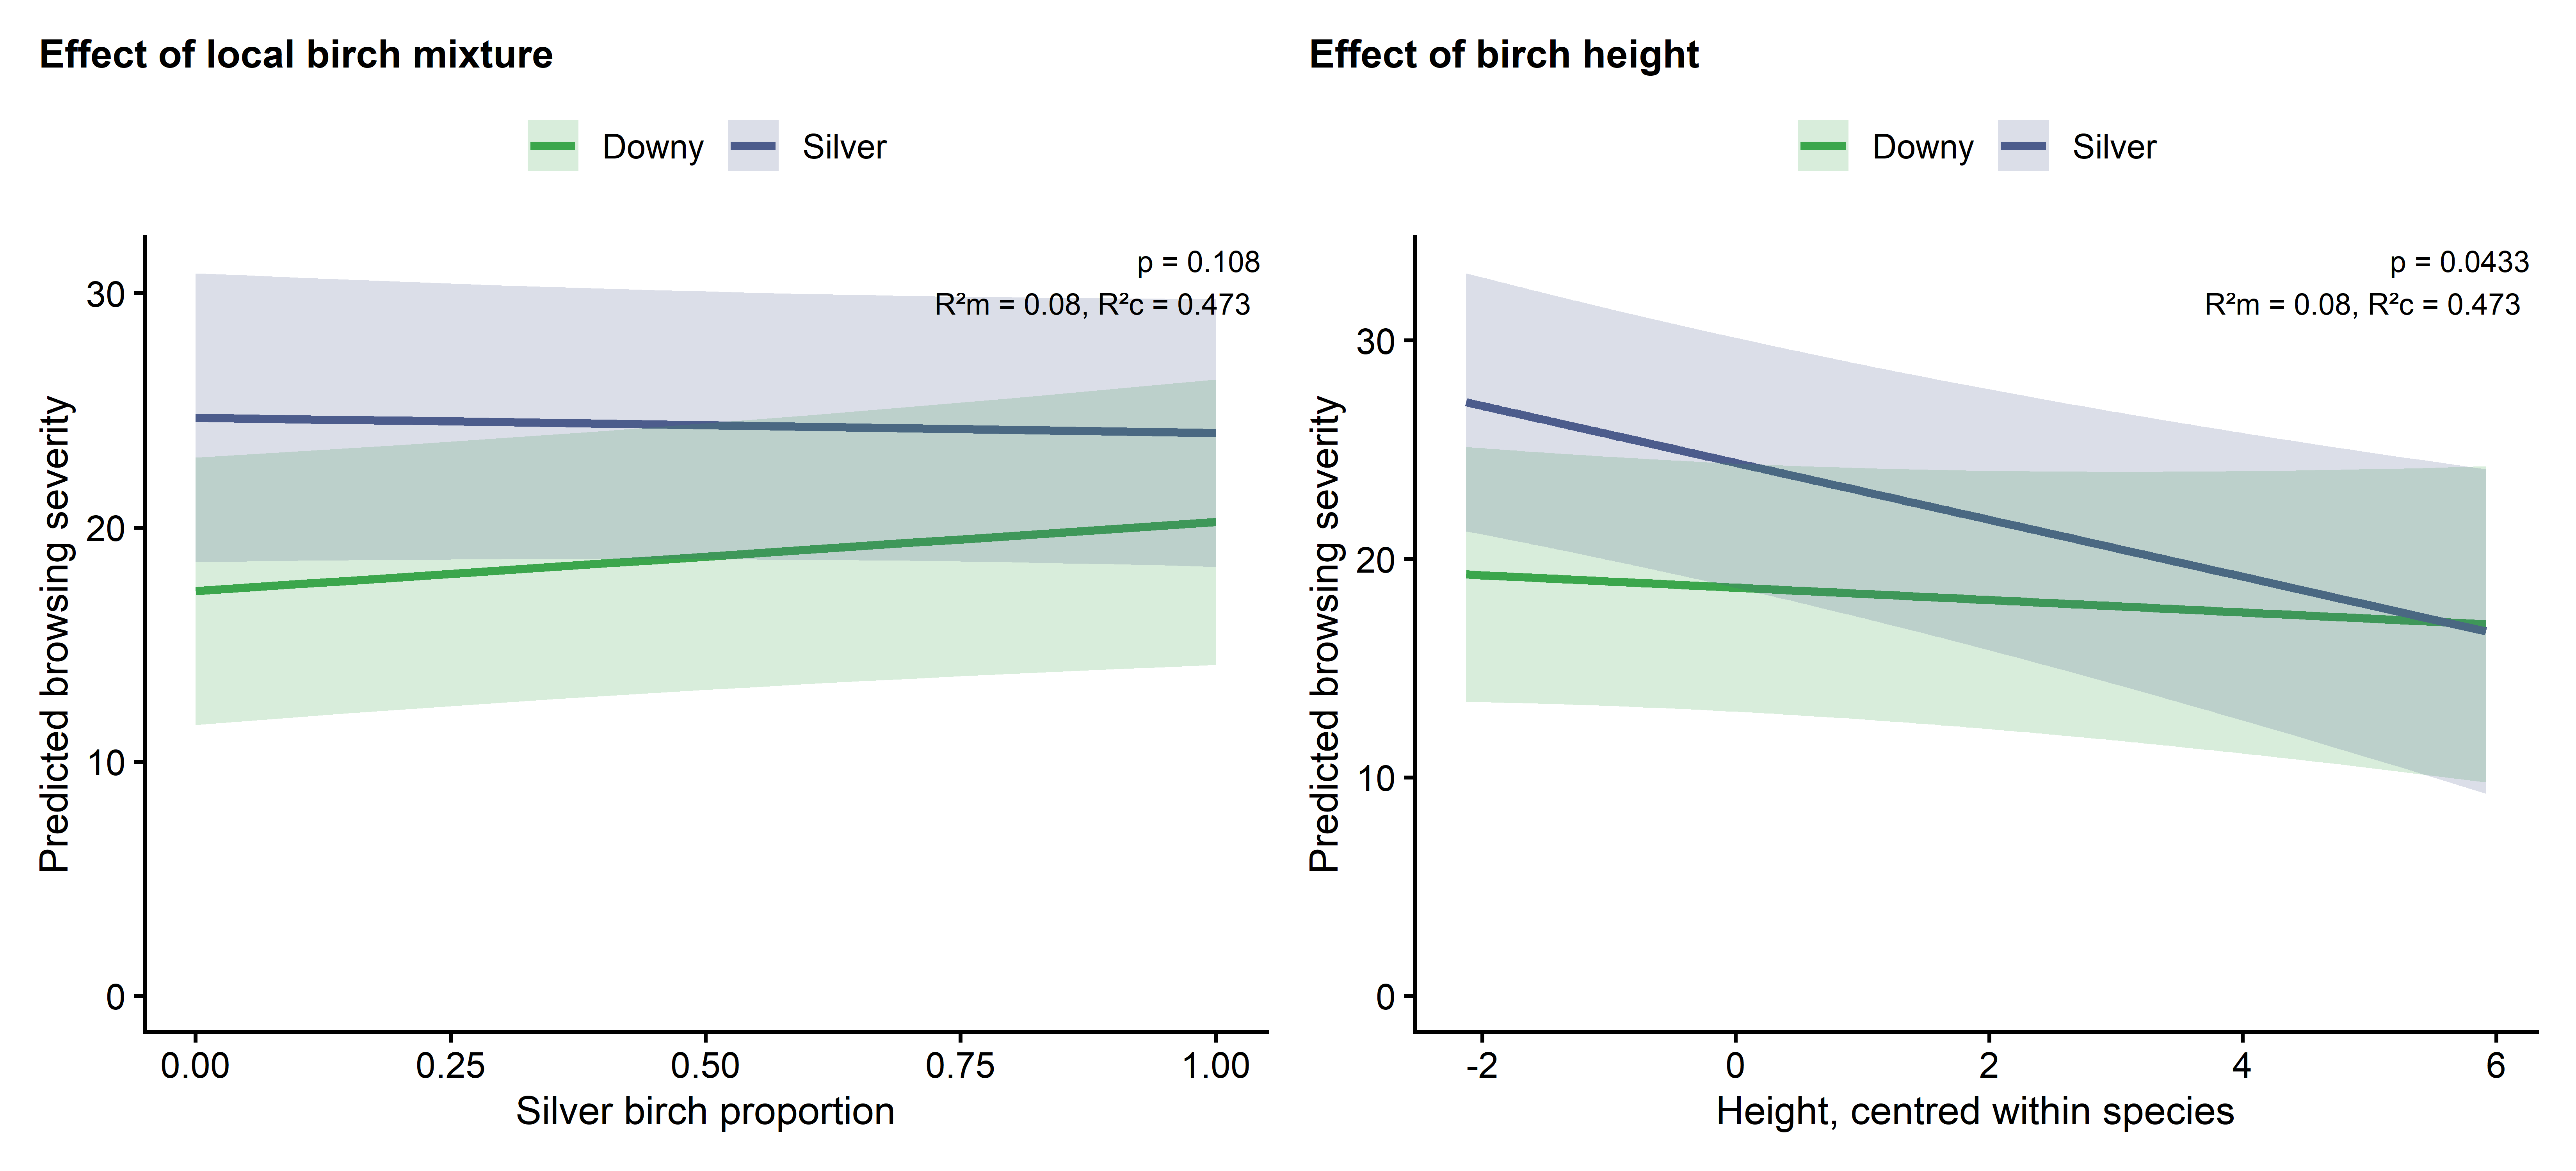 Effect of local birch mixture
Downy Silver
p = 0.108
R²m = 0.08, R²c = 0.473
30
20
10
0
Predicted browsing severity
0.00 0.25 0.50 0.75 1.00
Silver birch proportion
Effect of birch height
Downy Silver
p = 0.0433
R²m = 0.08, R²c = 0.473
30
20
10
0
Predicted browsing severity
-2 0 2 4 6
Height, centred within species